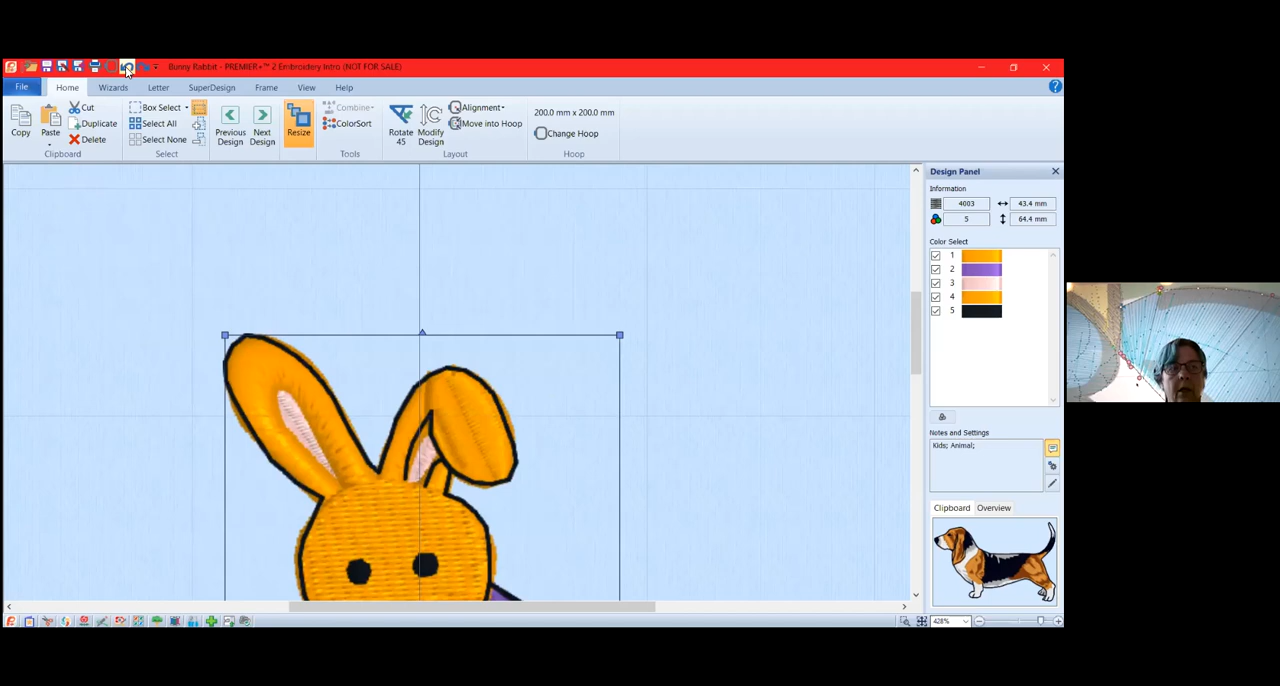 Bunny Rabbit - PREMIER+™ 2 Embroidery Intro (NOT FOR SALE)
File Home Wizards Letter SuperDesign Frame View Help
Copy
Paste
Cut
Duplicate
Delete
Clipboard
Box Select
Select All
Select None
Select
Previous Design
Next Design
Resize
Combine
ColorSort
Tools
Rotate 45
Modify Design
Alignment
Move into Hoop
Layout
200.0 mm x 200.0 mm
Change Hoop
Hoop
Design Panel
Information
4003 43.4 mm
5 64.4 mm
Color Select
1
2
3
4
5
Notes and Settings
Kids; Animal;
Clipboard Overview
428%